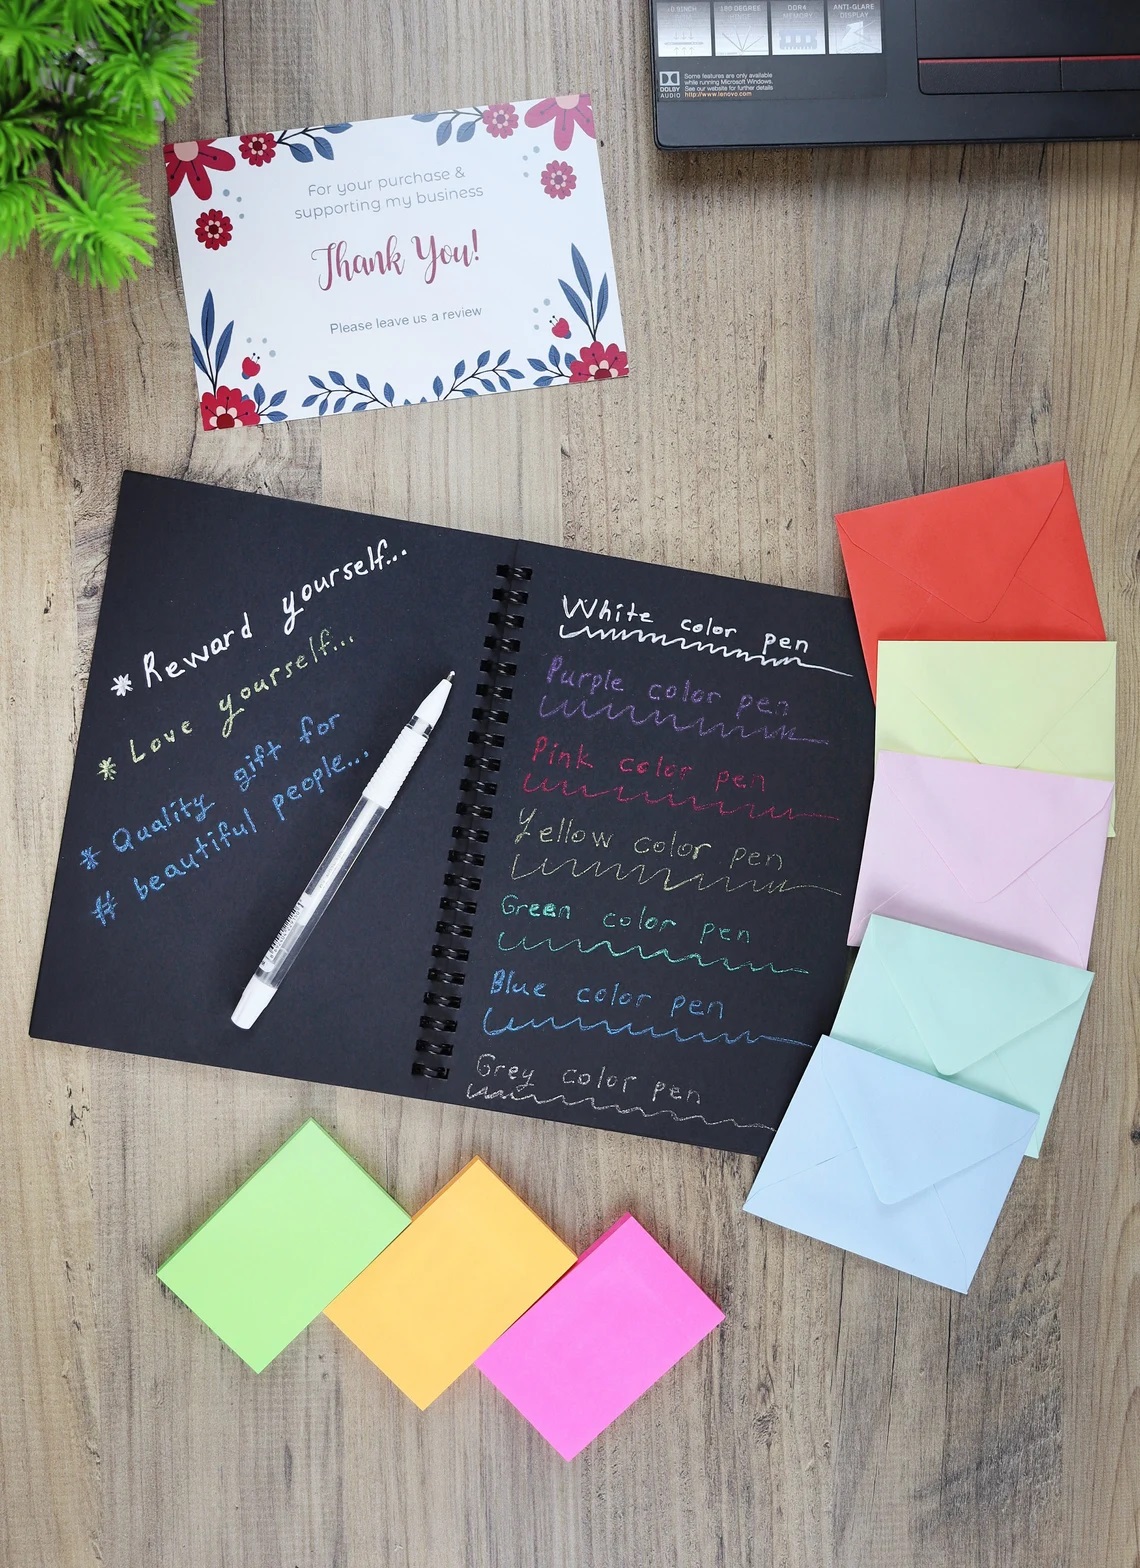 180 DEGREE
DDR4
MEMORY
ANTI-GLARE
DISPLAY
DOLBY
AUDIO
Some features are only available
while running Microsoft Windows.
See our website for further details
http://www.lenovo.com
For your purchase &
supporting my business
Thank You!
Please leave us a review
* Reward yourself...
* Love yourself...
* Quality gift for
# beautiful people...
White color pen
Purple color pen
Pink color pen
Yellow color pen
Green color pen
Blue color pen
Grey color pen